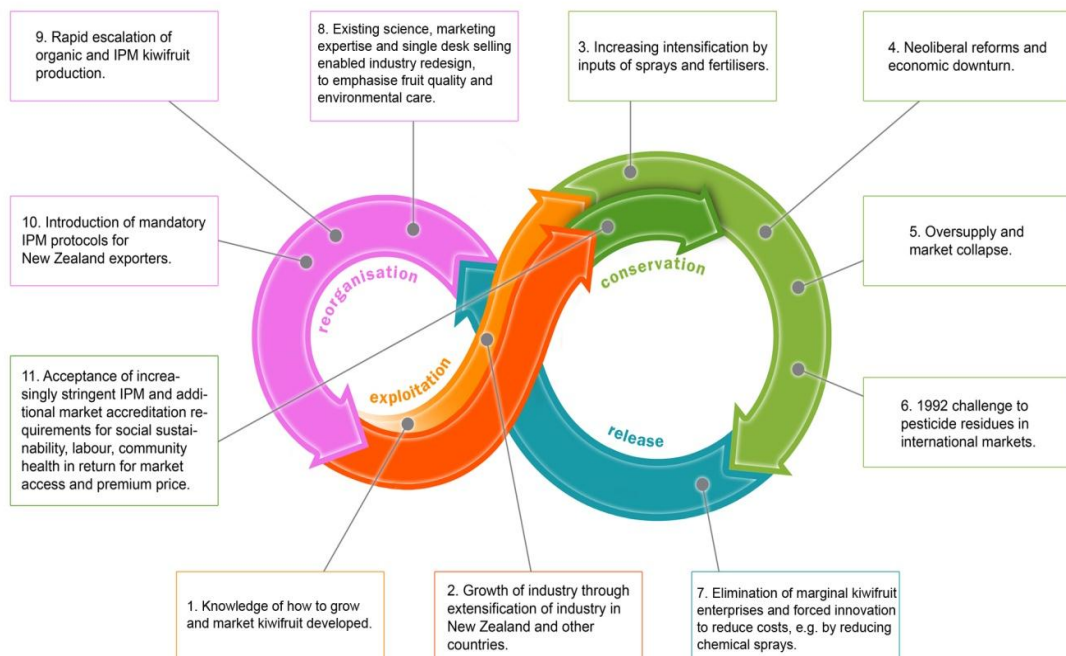 9. Rapid escalation of
organic and IPM kiwifruit
production.
8. Existing science, marketing
expertise and single desk selling
enabled industry redesign,
to emphasise fruit quality and
environmental care.
3. Increasing intensification by
inputs of sprays and fertilisers.
4. Neoliberal reforms and
economic downturn.
10. Introduction of mandatory
IPM protocols for
New Zealand exporters.
5. Oversupply and
market collapse.
reorganisation
conservation
exploitation
release
11. Acceptance of increa-
singly stringent IPM and addi-
tional market accreditation re-
quirements for social sustai-
nability, labour, community
health in return for market
access and premium price.
6. 1992 challenge to
pesticide residues in
international markets.
1. Knowledge of how to grow
and market kiwifruit developed.
2. Growth of industry through
extensification of industry in
New Zealand and other
countries.
7. Elimination of marginal kiwifruit
enterprises and forced innovation
to reduce costs, e.g. by reducing
chemical sprays.